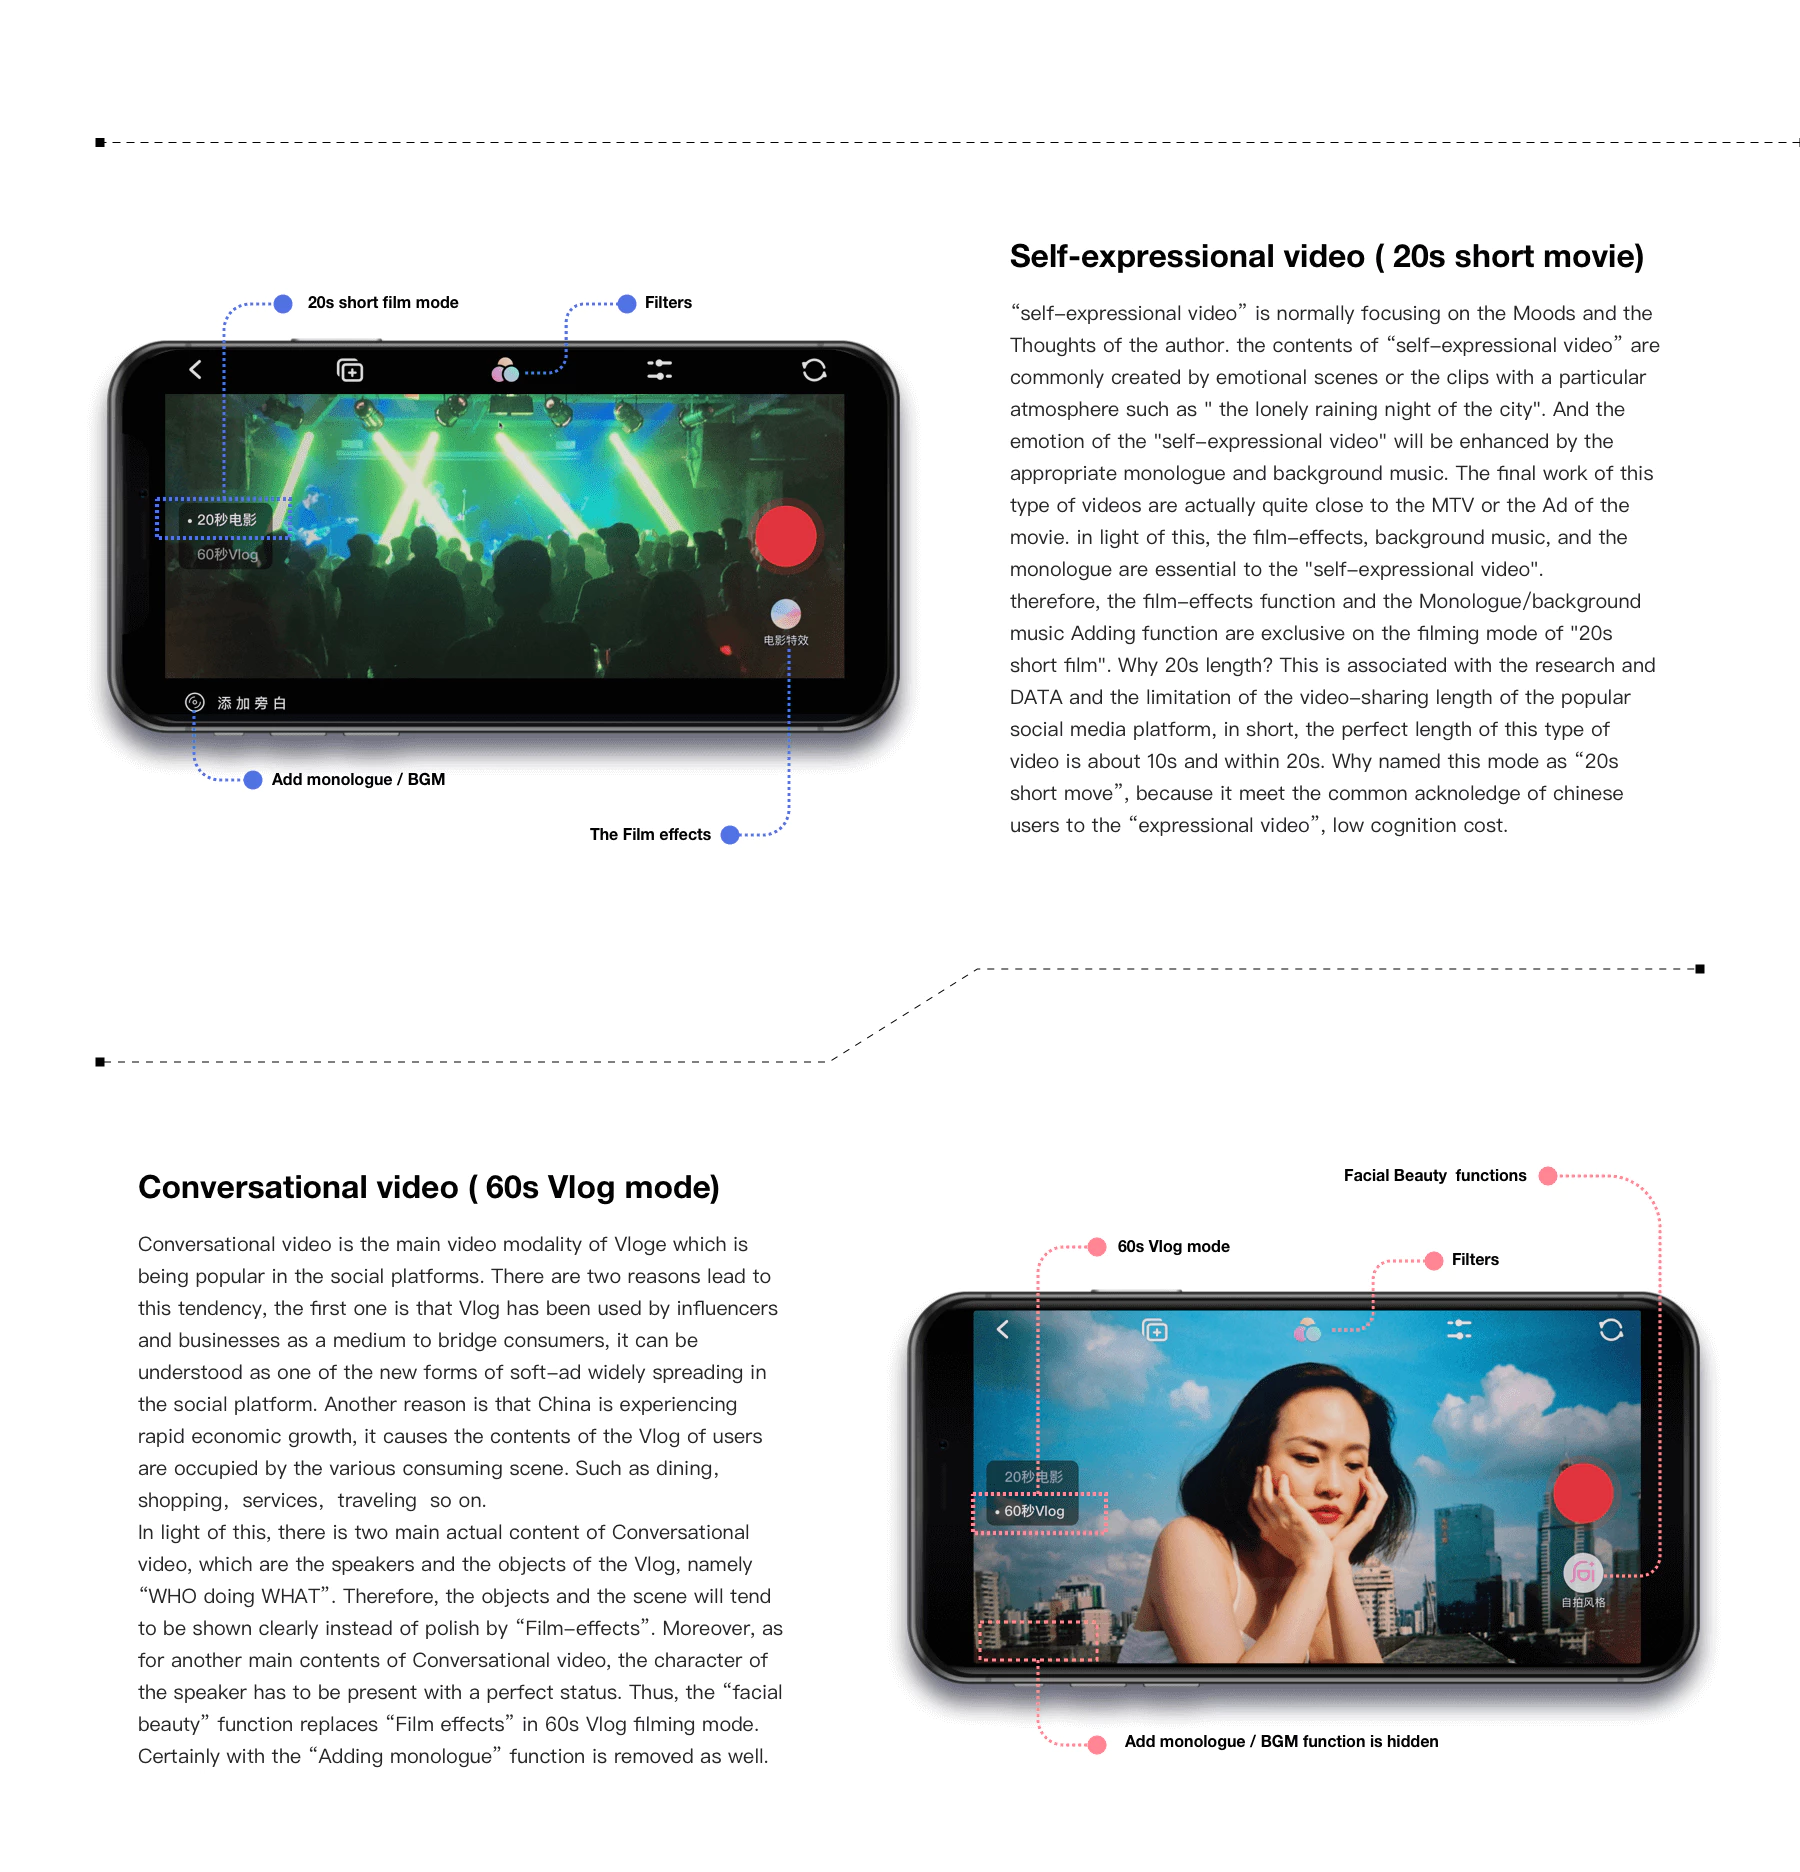 Self-expressional video ( 20s short movie)
20s short film mode
Filters
20秒电影
60秒Vlog
电影特效
添加旁白
Add monologue / BGM
The Film effects
“self-expressional video” is normally focusing on the Moods and the
Thoughts of the author. the contents of “self-expressional video” are
commonly created by emotional scenes or the clips with a particular
atmosphere such as " the lonely raining night of the city". And the
emotion of the "self-expressional video" will be enhanced by the
appropriate monologue and background music. The final work of this
type of videos are actually quite close to the MTV or the Ad of the
movie. in light of this, the film-effects, background music, and the
monologue are essential to the "self-expressional video".
therefore, the film-effects function and the Monologue/background
music Adding function are exclusive on the filming mode of "20s
short film". Why 20s length? This is associated with the research and
DATA and the limitation of the video-sharing length of the popular
social media platform, in short, the perfect length of this type of
video is about 10s and within 20s. Why named this mode as “20s
short move”, because it meet the common acknoledge of chinese
users to the “expressional video”, low cognition cost.
Conversational video ( 60s Vlog mode)
Conversational video is the main video modality of Vloge which is
being popular in the social platforms. There are two reasons lead to
this tendency, the first one is that Vlog has been used by influencers
and businesses as a medium to bridge consumers, it can be
understood as one of the new forms of soft-ad widely spreading in
the social platform. Another reason is that China is experiencing
rapid economic growth, it causes the contents of the Vlog of users
are occupied by the various consuming scene. Such as dining,
shopping, services, traveling so on.
In light of this, there is two main actual content of Conversational
video, which are the speakers and the objects of the Vlog, namely
“WHO doing WHAT”. Therefore, the objects and the scene will tend
to be shown clearly instead of polish by “Film-effects”. Moreover, as
for another main contents of Conversational video, the character of
the speaker has to be present with a perfect status. Thus, the “facial
beauty” function replaces “Film effects” in 60s Vlog filming mode.
Certainly with the “Adding monologue” function is removed as well.
Facial Beauty functions
60s Vlog mode
Filters
20秒电影
60秒Vlog
自拍风格
Add monologue / BGM function is hidden